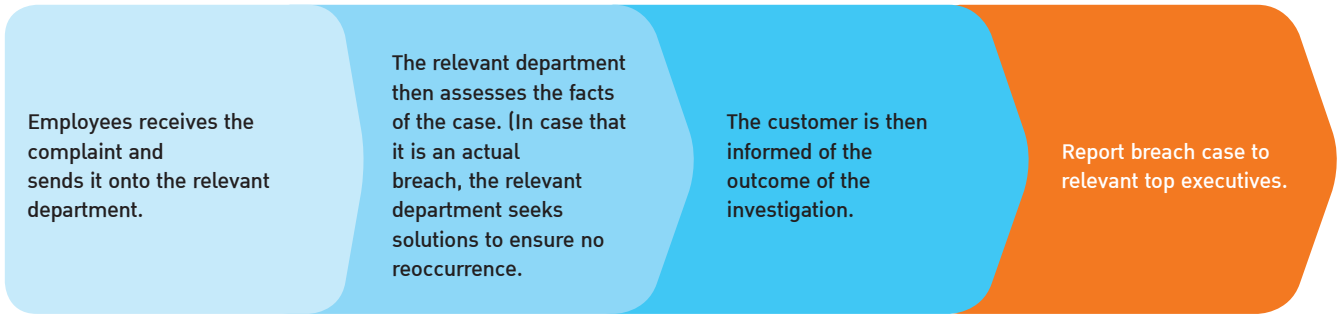 Employees receives the
complaint and
sends it onto the relevant
department.
The relevant department
then assesses the facts
of the case. (In case that
it is an actual
breach, the relevant
department seeks
solutions to ensure no
reoccurrence.
The customer is then
informed of the
outcome of the
investigation.
Report breach case to
relevant top executives.